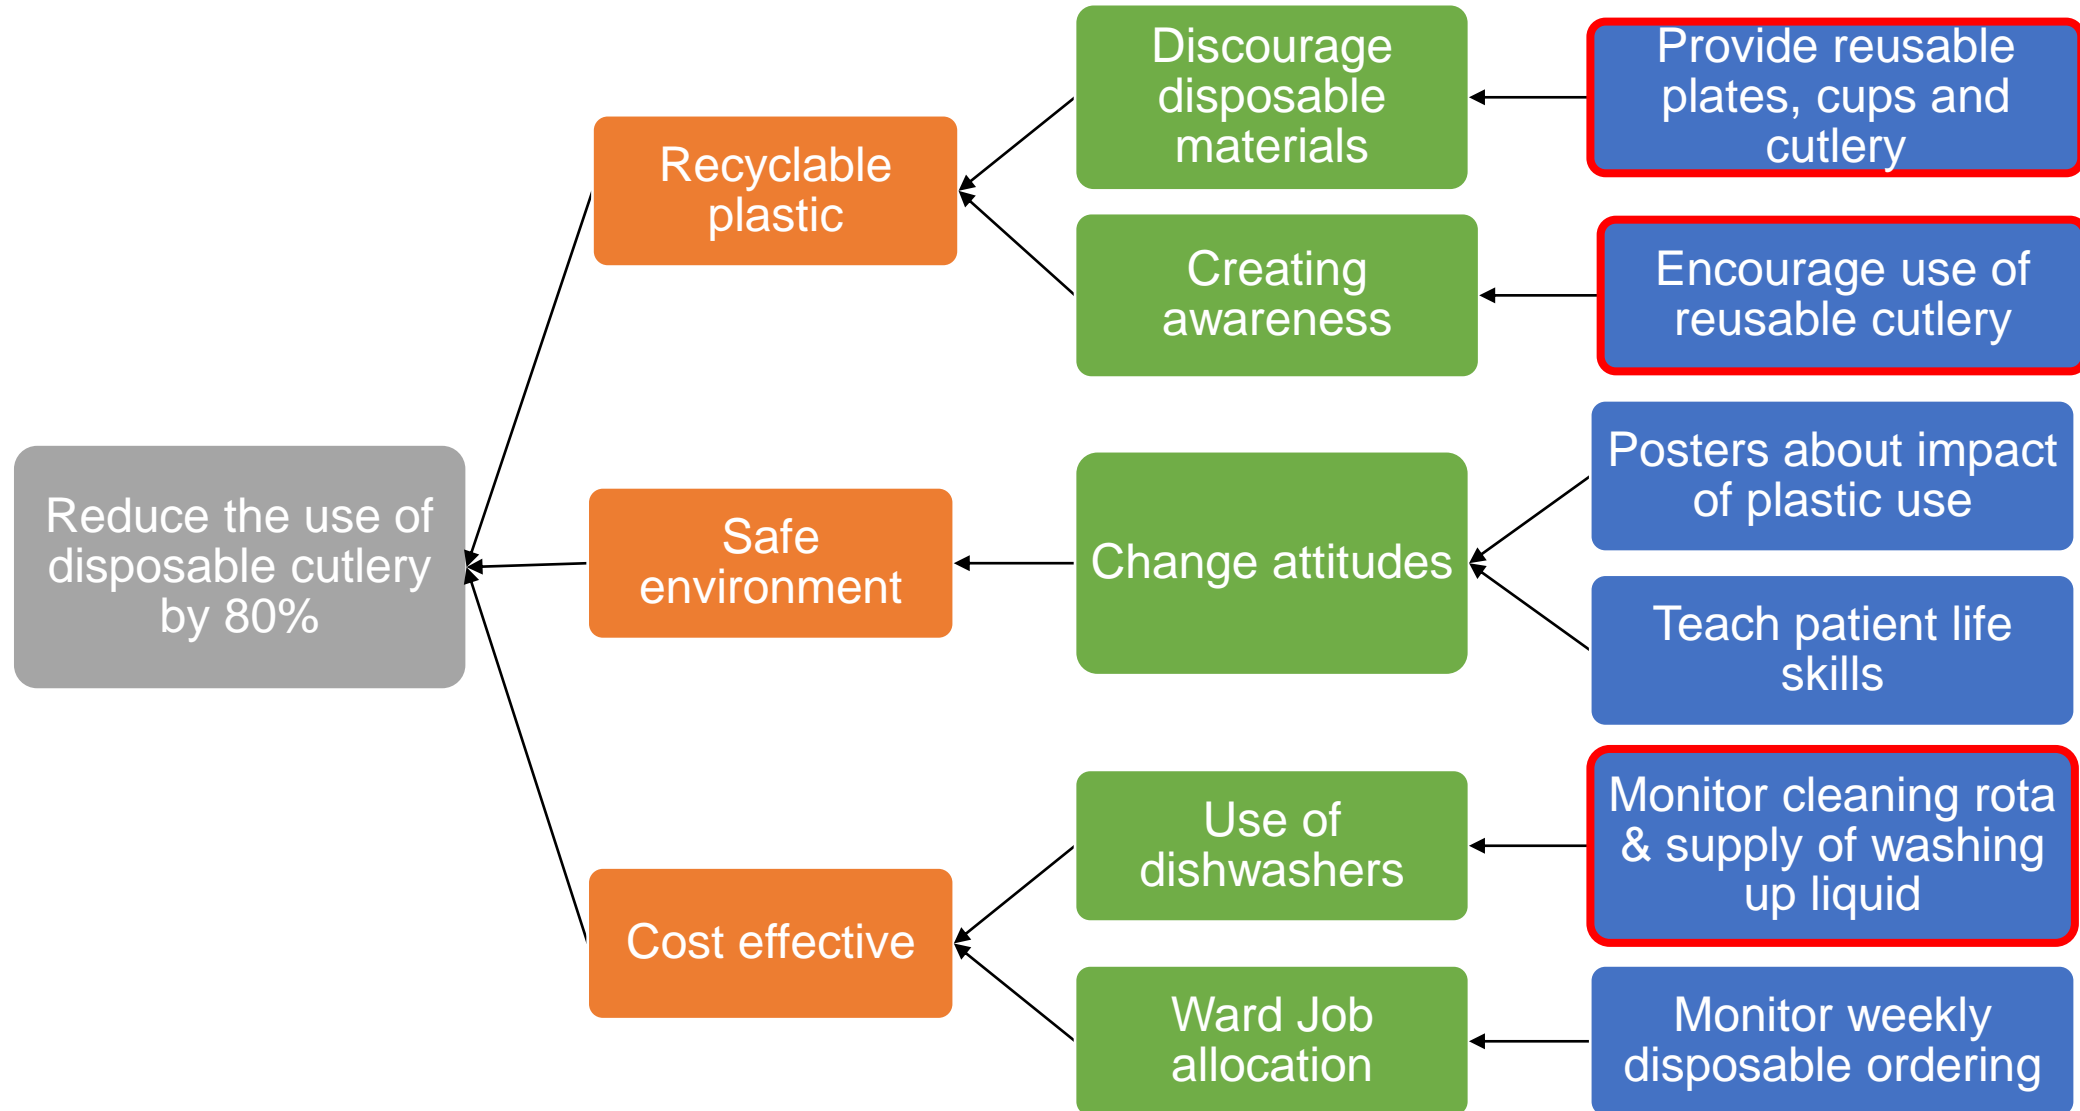 Reduce the use of
disposable cutlery
by 80%
Recyclable
plastic
Safe
environment
Cost effective
Discourage
disposable
materials
Creating
awareness
Change attitudes
Use of
dishwashers
Ward Job
allocation
Provide reusable
plates, cups and
cutlery
Encourage use of
reusable cutlery
Posters about impact
of plastic use
Teach patient life
skills
Monitor cleaning rota
& supply of washing
up liquid
Monitor weekly
disposable ordering